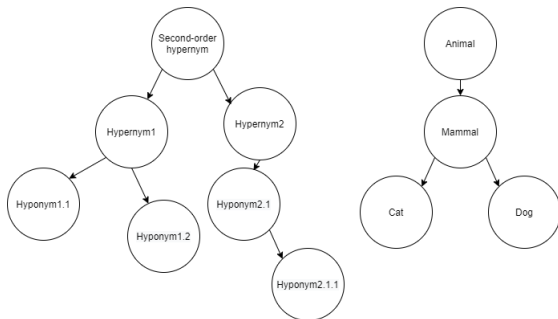 Second-order
hypernym
Hypernym1
Hypernym2
Hyponym1.1
Hyponym1.2
Hyponym2.1
Hyponym2.1.1
Animal
Mammal
Cat
Dog